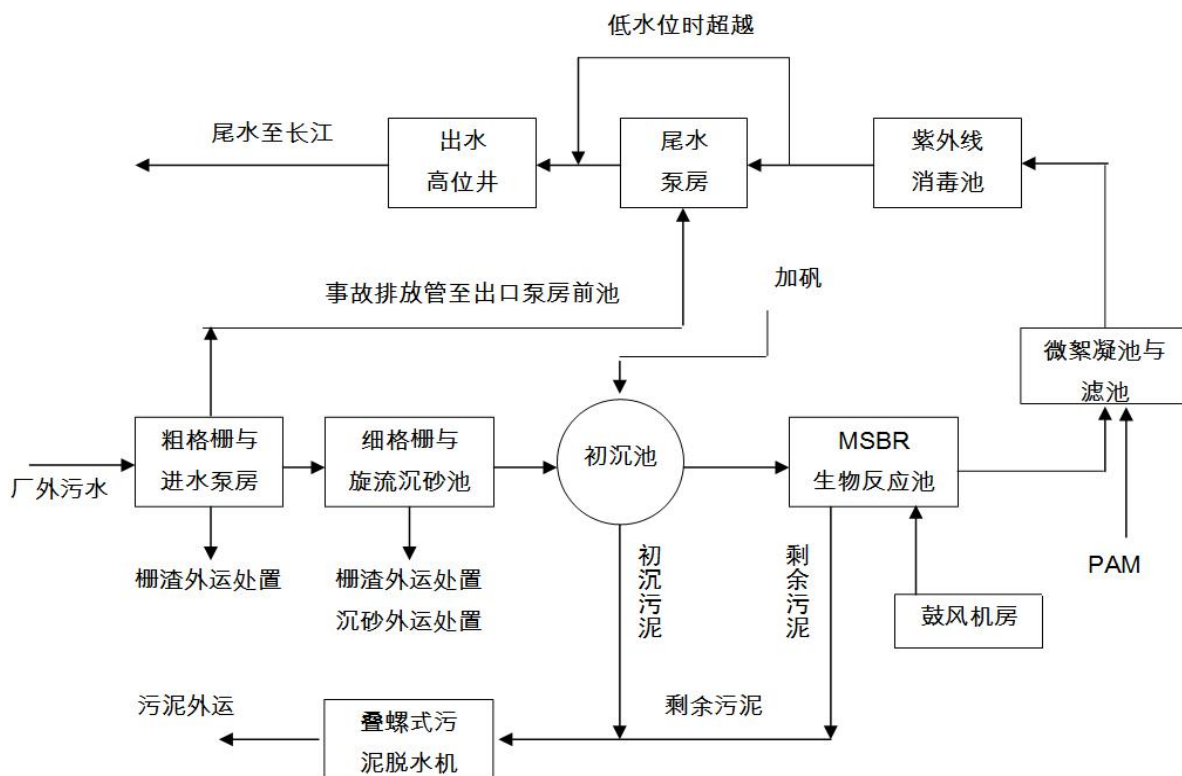 低水位时超越
尾水至长江
出水
高位井
尾水
泵房
紫外线
消毒池
加矾
事故排放管至出口泵房前池
微絮凝池与
滤池
粗格栅与
进水泵房
细格栅与
旋流沉砂池
初沉池
MSBR
生物反应池
厂外污水
栅渣外运处置
栅渣外运处置
沉砂外运处置
初沉污泥
剩余污泥
鼓风机房
PAM
污泥外运
叠螺式污
泥脱水机
剩余污泥